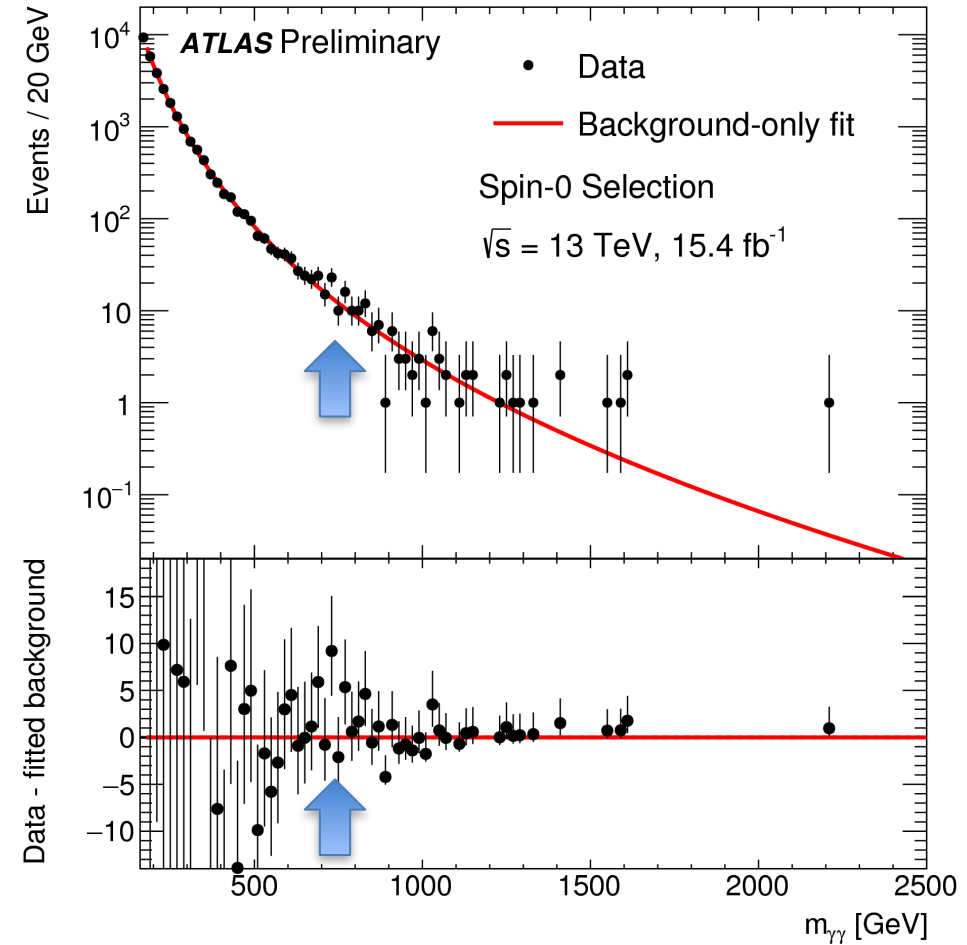 ATLAS Preliminary
Data
Background-only fit
Spin-0 Selection
√s = 13 TeV, 15.4 fb⁻¹
Events / 20 GeV
10⁴
10³
10²
10
1
10⁻¹
Data - fitted background
15
10
5
0
−5
−10
500 1000 1500 2000 2500
mγγ [GeV]